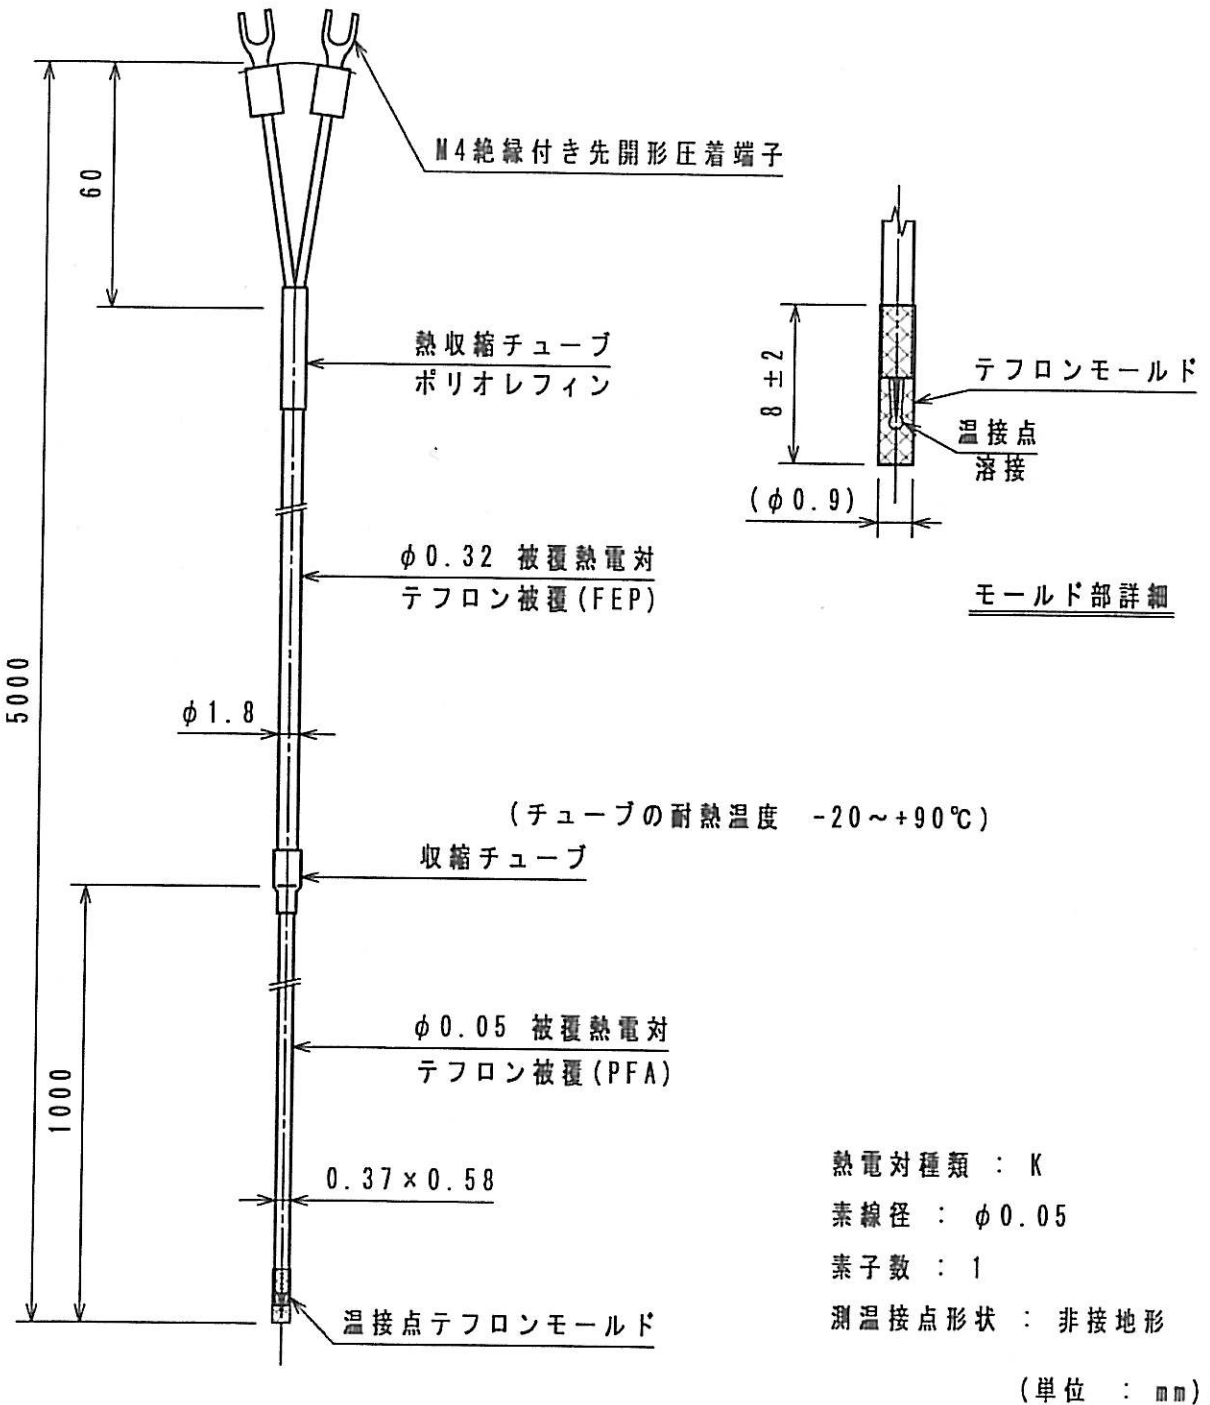 M4絶縁付き先開形圧着端子
60
熱収縮チューブ
ポリオレフィン
8±2
テフロンモールド
温接点
溶接
(φ0.9)
φ0.32 被覆熱電対
テフロン被覆(FEP)
モールド部詳細
5000
φ1.8
(チューブの耐熱温度 -20～+90℃)
収縮チューブ
φ0.05 被覆熱電対
テフロン被覆(PFA)
1000
0.37×0.58
温接点テフロンモールド
熱電対種類 : K
素線径 : φ0.05
素子数 : 1
測温接点形状 : 非接地形
(単位 : mm)